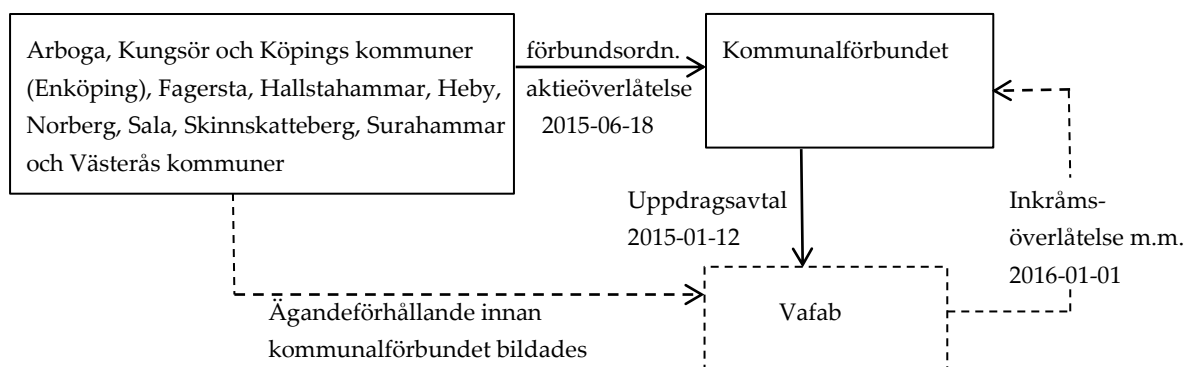 Arboga, Kungsör och Köpings kommuner
(Enköping), Fagersta, Hallstahammar, Heby,
Norberg, Sala, Skinnskatteberg, Surahammar
och Västerås kommuner
förbundsordn.
aktieöverlåtelse
2015-06-18
Kommunalförbundet
Uppdragsavtal
2015-01-12
Inkråms-
överlåtelse m.m.
2016-01-01
Ägandeförhållande innan
kommunalförbundet bildades
Vafab